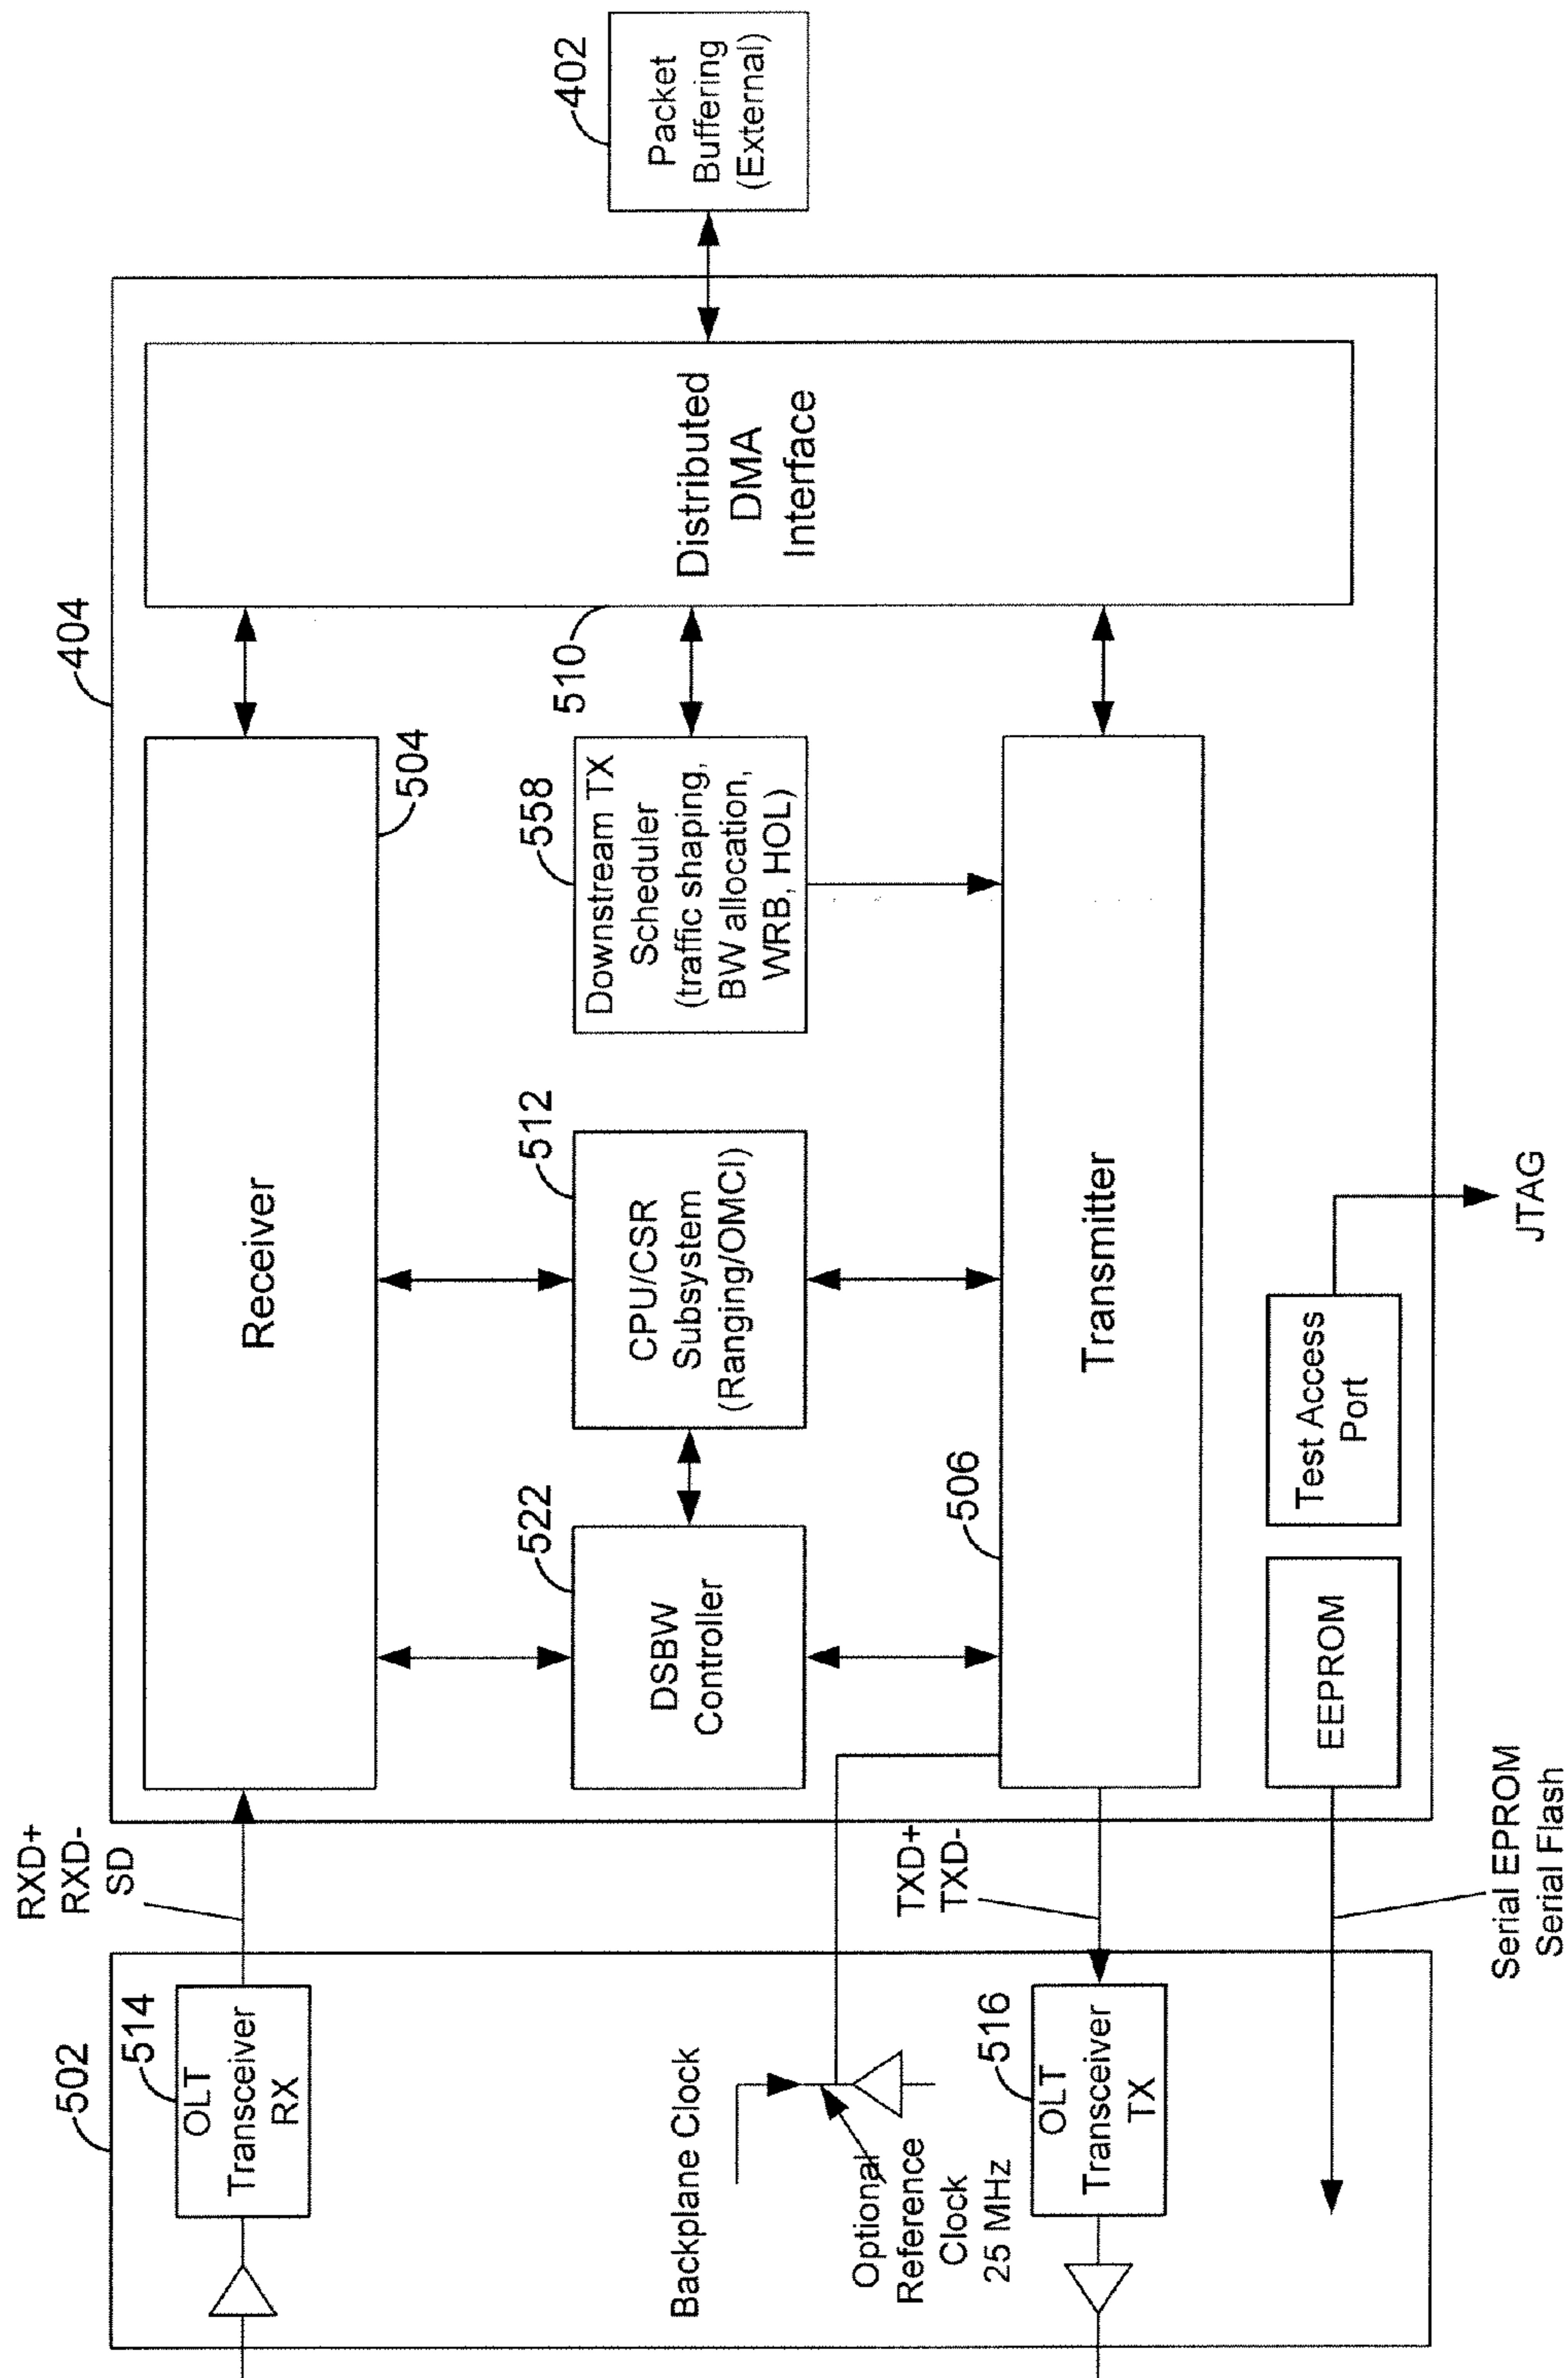 502
514
OLT
Transceiver
RX
RXD+
RXD-
SD
404
Receiver
504
Backplane Clock
Optional
Reference
Clock
25 MHz
516
OLT
Transceiver
TX
TXD+
TXD-
522
DSBW
Controller
512
CPU/CSR
Subsystem
(Ranging/OMCI)
558
Downstream TX
Scheduler
(traffic shaping,
BW allocation,
WRB, HOL)
510
Distributed
DMA
Interface
402
Packet
Buffering
(External)
506
Transmitter
EEPROM
Test Access
Port
Serial EPROM
Serial Flash
JTAG